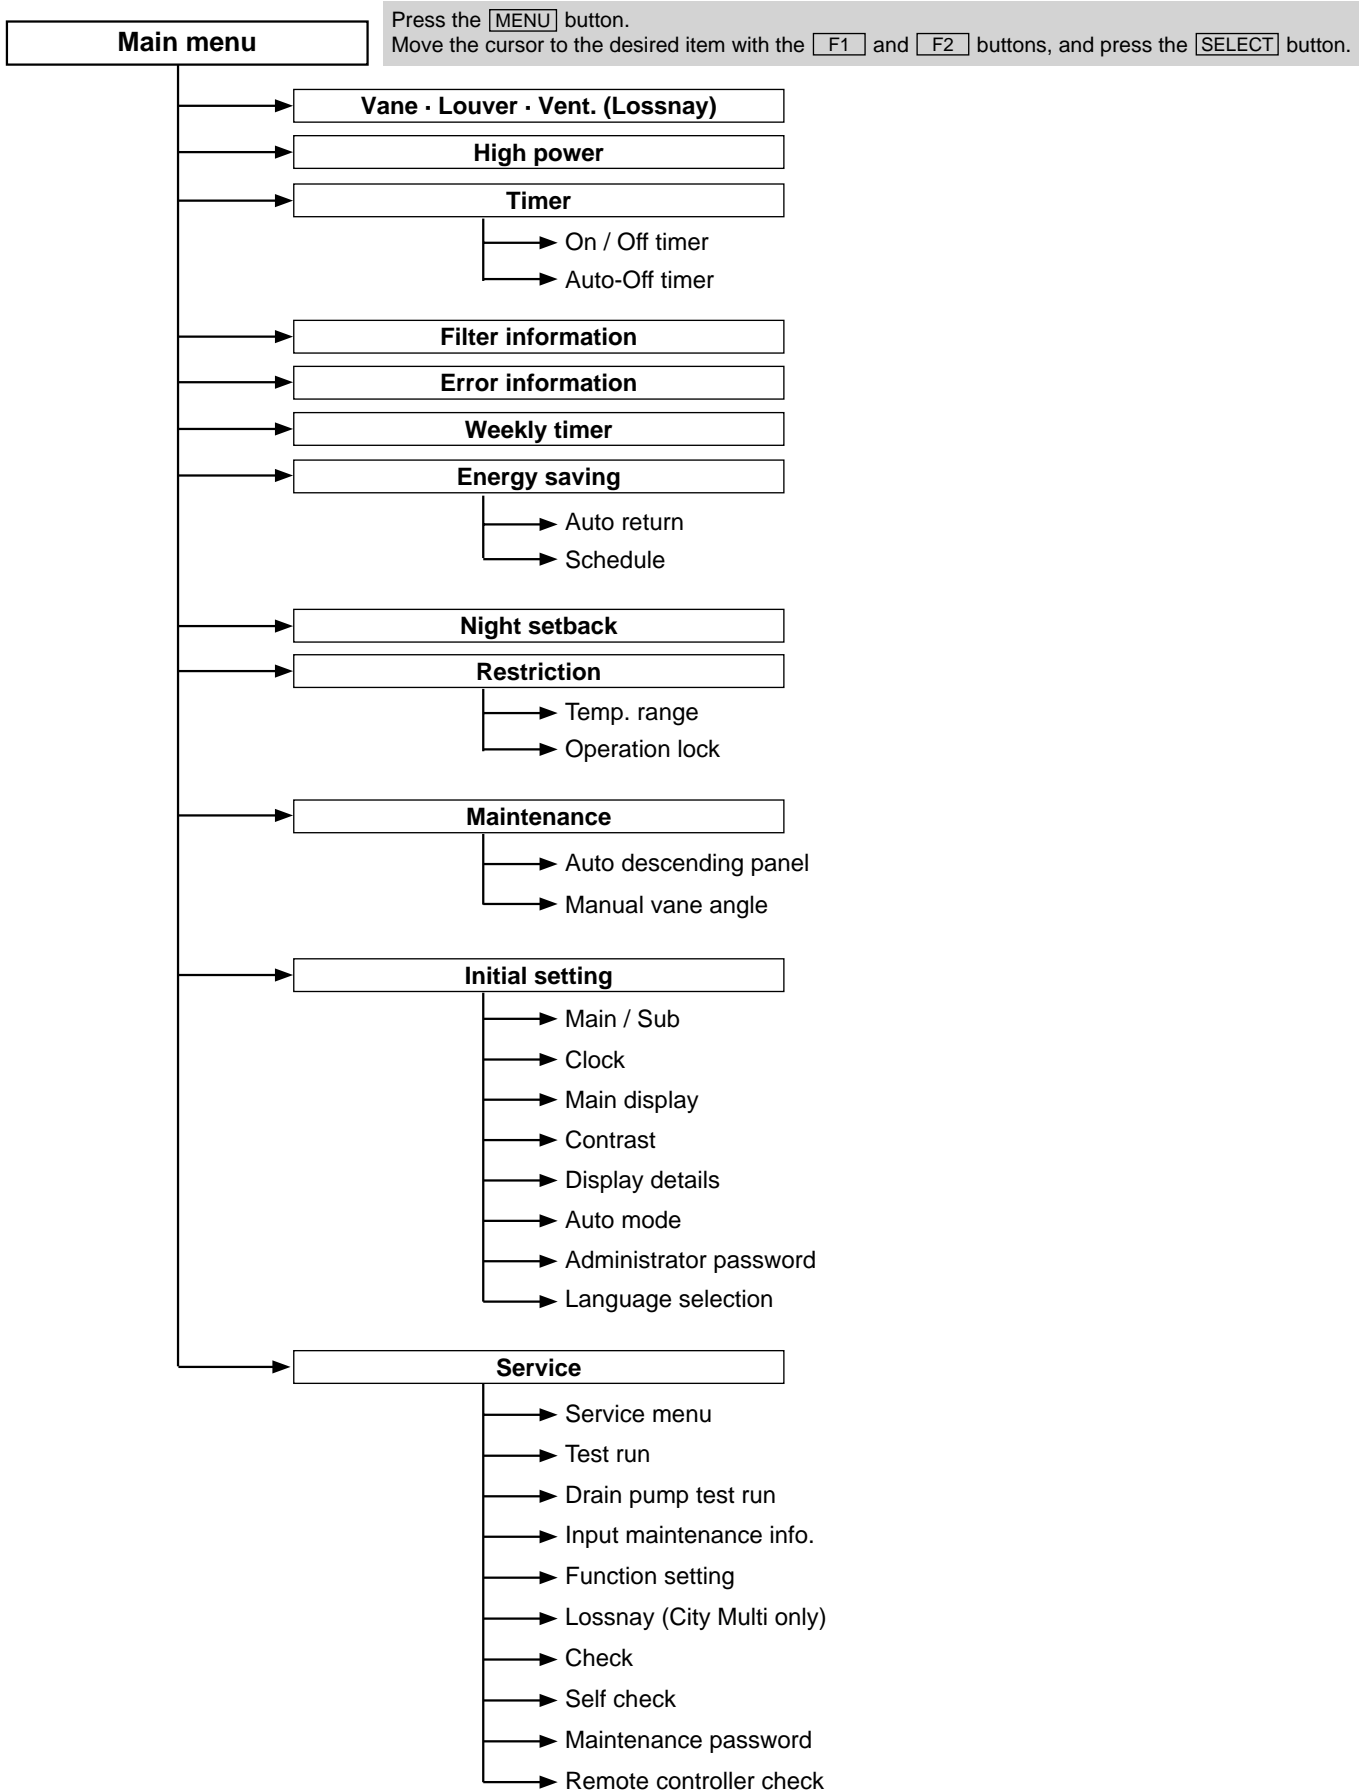 Main menu
Press the MENU button.
Move the cursor to the desired item with the F1 and F2 buttons, and press the SELECT button.
Vane · Louver · Vent. (Lossnay)
High power
Timer
On / Off timer
Auto-Off timer
Filter information
Error information
Weekly timer
Energy saving
Auto return
Schedule
Night setback
Restriction
Temp. range
Operation lock
Maintenance
Auto descending panel
Manual vane angle
Initial setting
Main / Sub
Clock
Main display
Contrast
Display details
Auto mode
Administrator password
Language selection
Service
Service menu
Test run
Drain pump test run
Input maintenance info.
Function setting
Lossnay (City Multi only)
Check
Self check
Maintenance password
Remote controller check